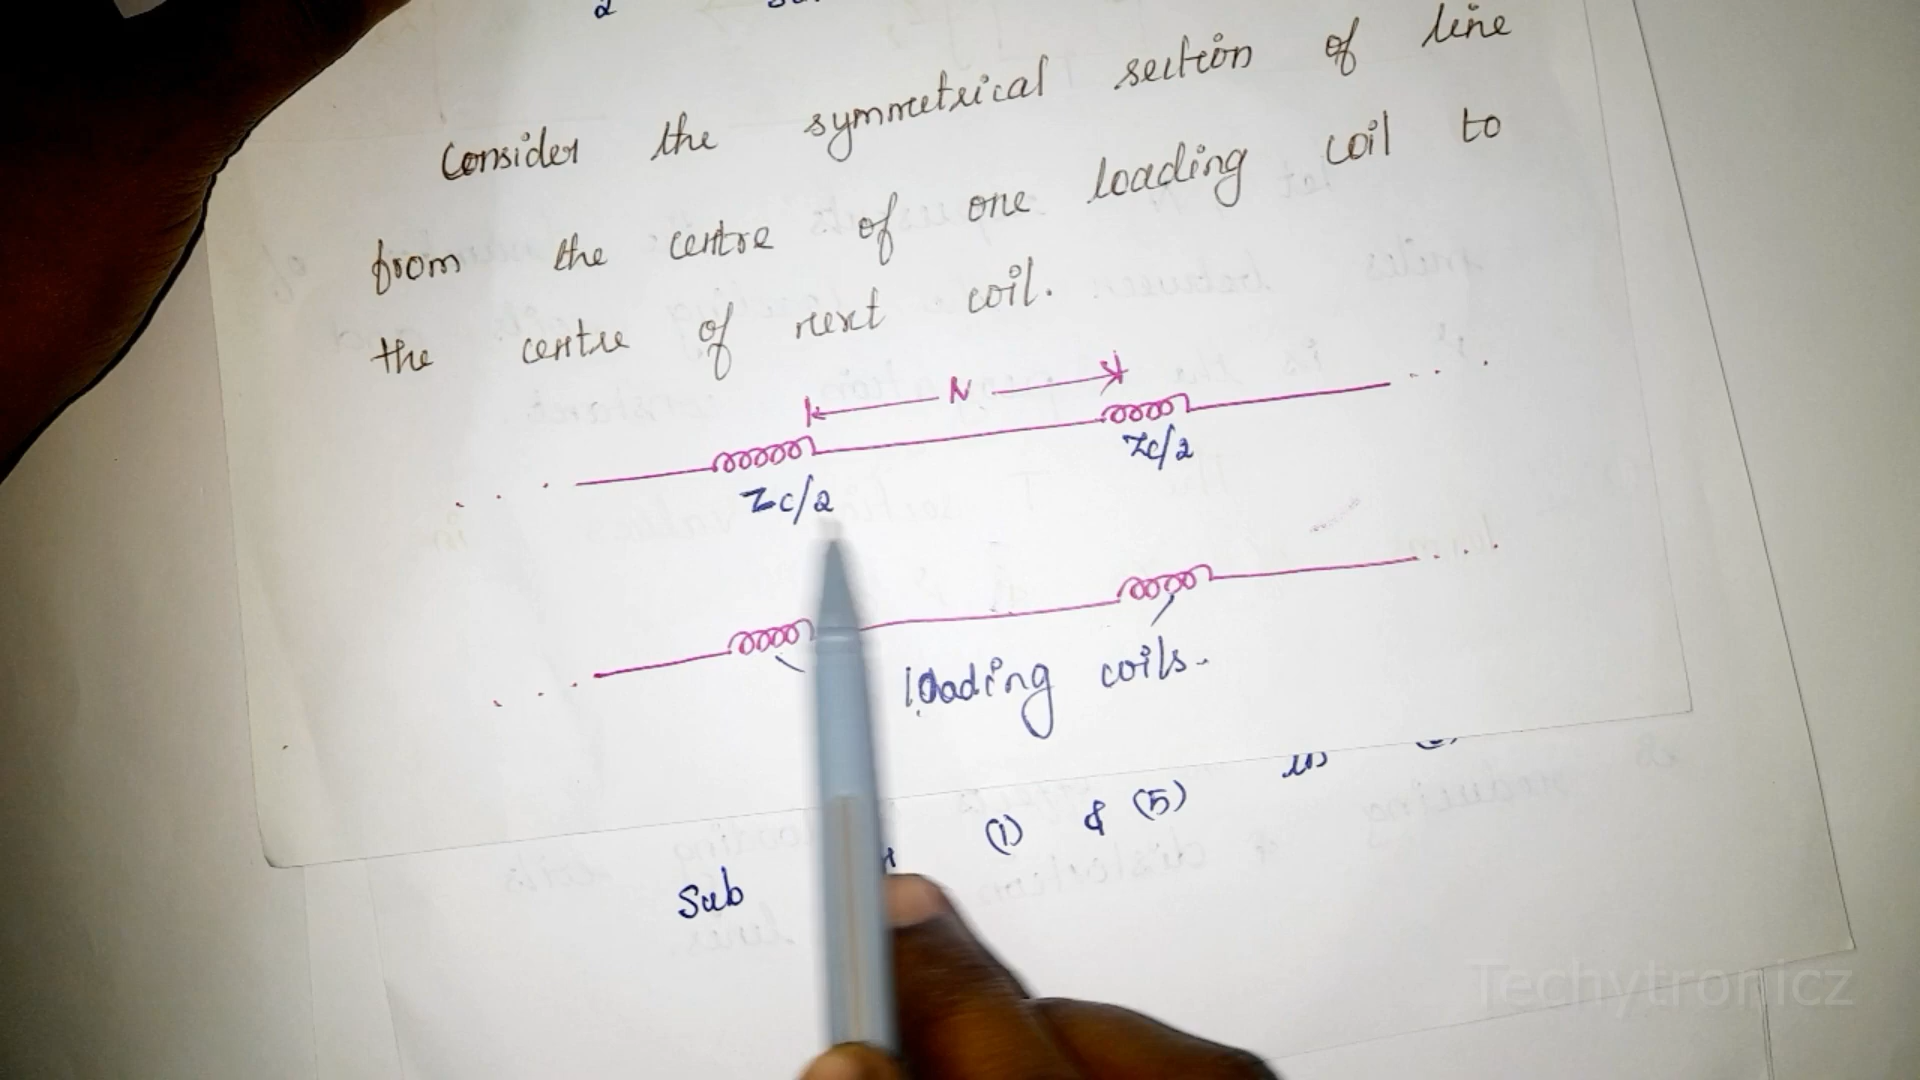 Consider the symmetrical section of line
from the centre of one loading coil to
the centre of next coil.
N
Zc/2
Zc/2
loading coils.
Sub (1) & (5) in
Techytronicz